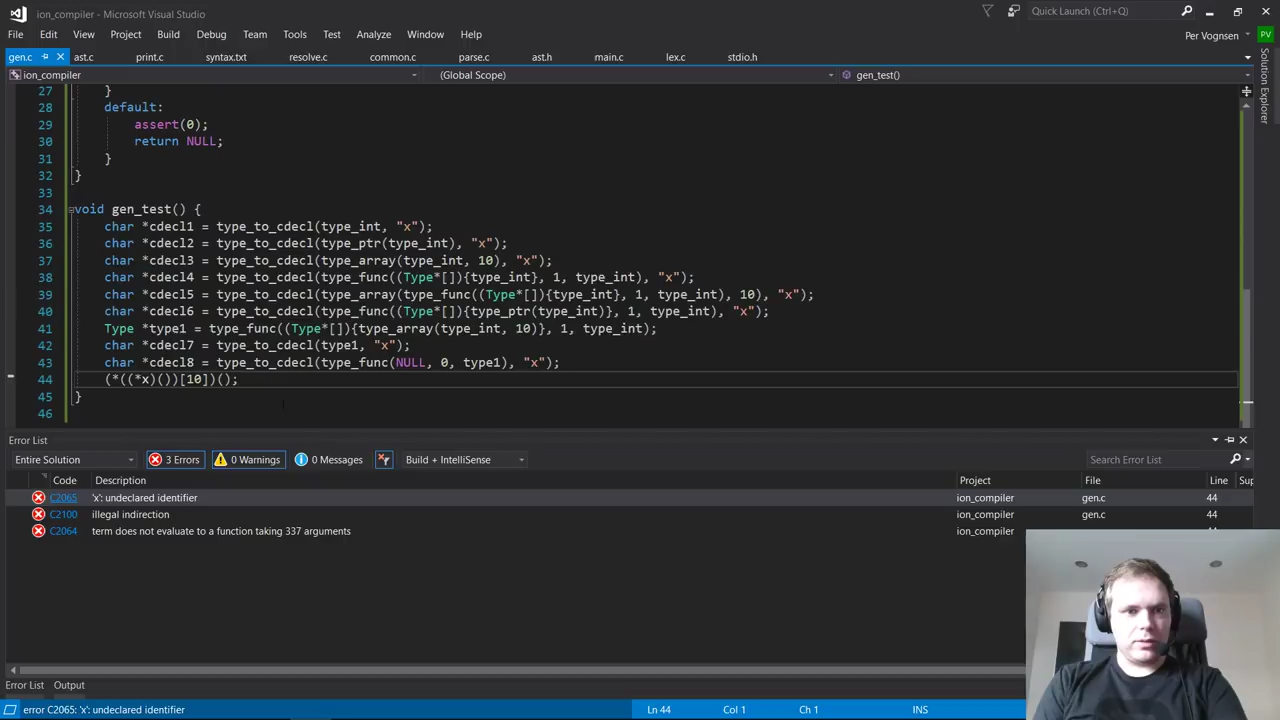 ion_compiler - Microsoft Visual Studio
Quick Launch (Ctrl+Q)
File Edit View Project Build Debug Team Tools Test Analyze Window Help
Per Vognsen
PV
gen.c ast.c print.c syntax.txt resolve.c common.c parse.c ast.h main.c lex.c stdio.h
ion_compiler (Global Scope) gen_test()
Solution Explorer
27 }
28 default:
29 assert(0);
30 return NULL;
31 }
32 }
33
34 void gen_test() {
35 char *cdecl1 = type_to_cdecl(type_int, "x");
36 char *cdecl2 = type_to_cdecl(type_ptr(type_int), "x");
37 char *cdecl3 = type_to_cdecl(type_array(type_int, 10), "x");
38 char *cdecl4 = type_to_cdecl(type_func((Type*[]){type_int}, 1, type_int), "x");
39 char *cdecl5 = type_to_cdecl(type_array(type_func((Type*[]){type_int}, 1, type_int), 10), "x");
40 char *cdecl6 = type_to_cdecl(type_func((Type*[]){type_ptr(type_int)}, 1, type_int), "x");
41 Type *type1 = type_func((Type*[]){type_array(type_int, 10)}, 1, type_int);
42 char *cdecl7 = type_to_cdecl(type1, "x");
43 char *cdecl8 = type_to_cdecl(type_func(NULL, 0, type1), "x");
44 (*((*x)())[10])();
45 }
46
Error List
Entire Solution 3 Errors 0 Warnings 0 Messages Build + IntelliSense Search Error List
Code Description Project File Line Sup
C2065 'x': undeclared identifier ion_compiler gen.c 44
C2100 illegal indirection ion_compiler gen.c 44
C2064 term does not evaluate to a function taking 337 arguments ion_compiler gen.c 44
Error List Output
error C2065: 'x': undeclared identifier Ln 44 Col 1 Ch 1 INS